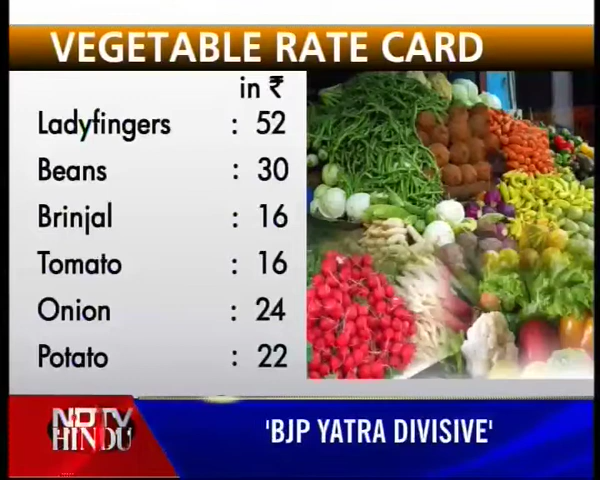 VEGETABLE RATE CARD
in ₹
Ladyfingers : 52
Beans : 30
Brinjal : 16
Tomato : 16
Onion : 24
Potato : 22
NDTV
HINDU
'BJP YATRA DIVISIVE'